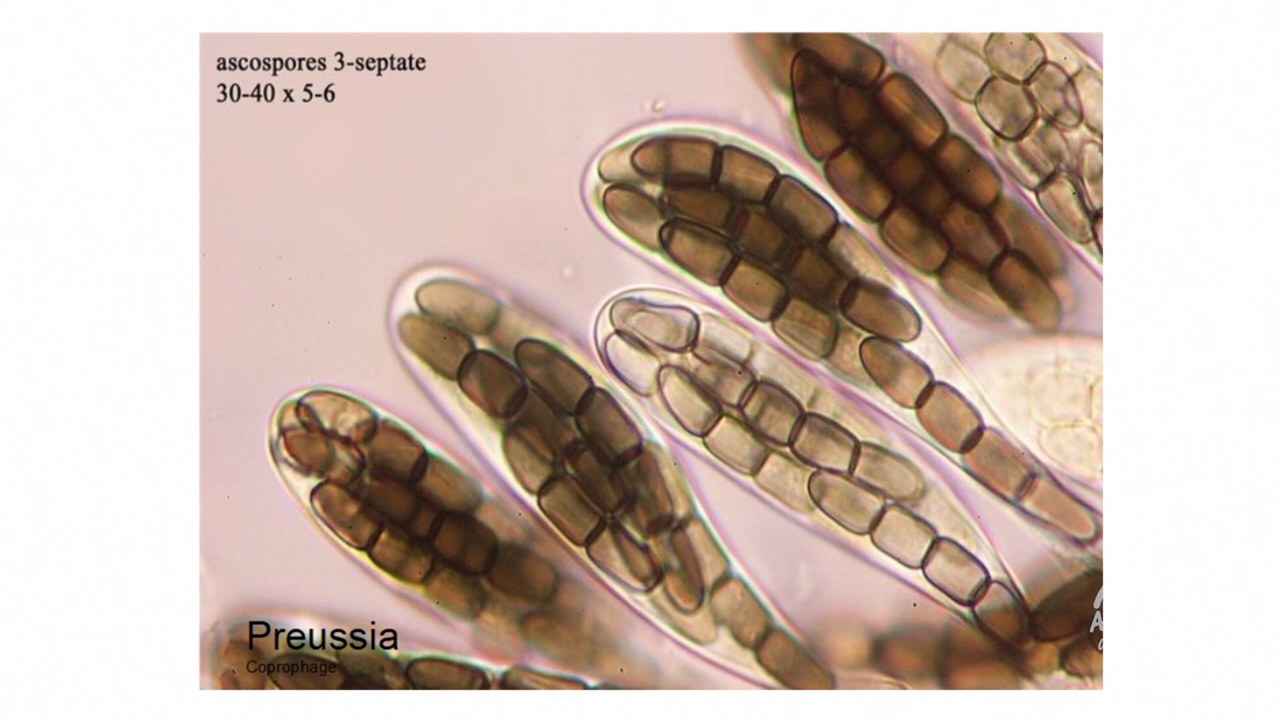 ascospores 3-septate
30-40 x 5-6
Preussia
Coprophage